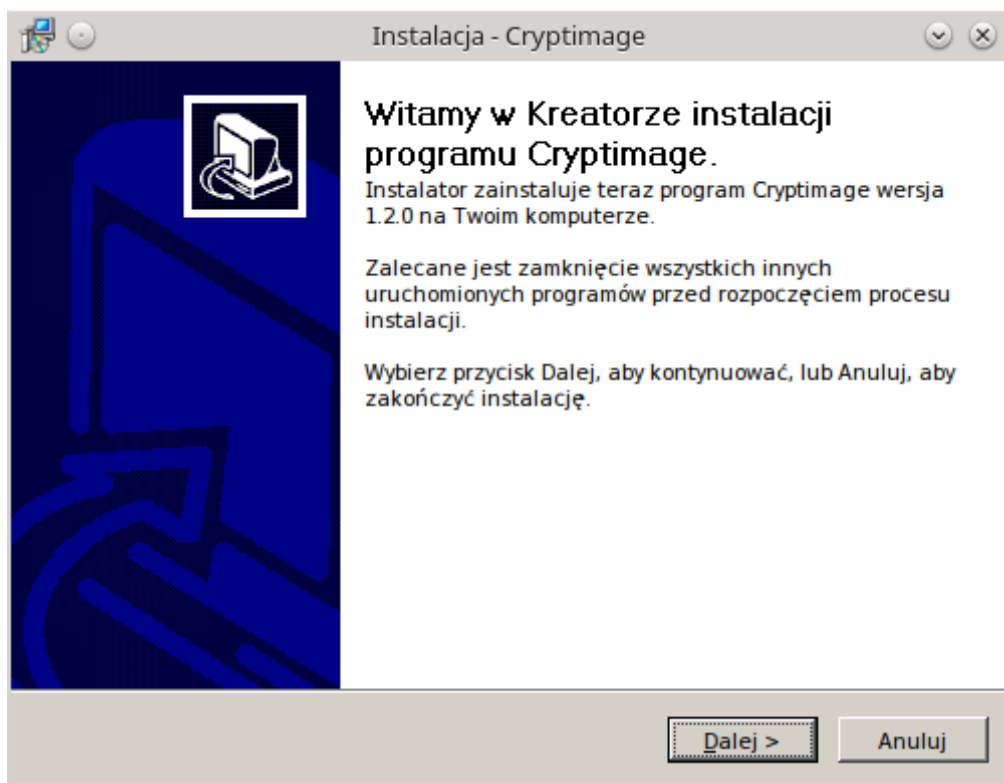 Instalacja - Cryptimage
Witamy w Kreatorze instalacji
programu Cryptimage.
Instalator zainstaluje teraz program Cryptimage wersja
1.2.0 na Twoim komputerze.
Zalecane jest zamknięcie wszystkich innych
uruchomionych programów przed rozpoczęciem procesu
instalacji.
Wybierz przycisk Dalej, aby kontynuować, lub Anuluj, aby
zakończyć instalację.
Dalej >
Anuluj